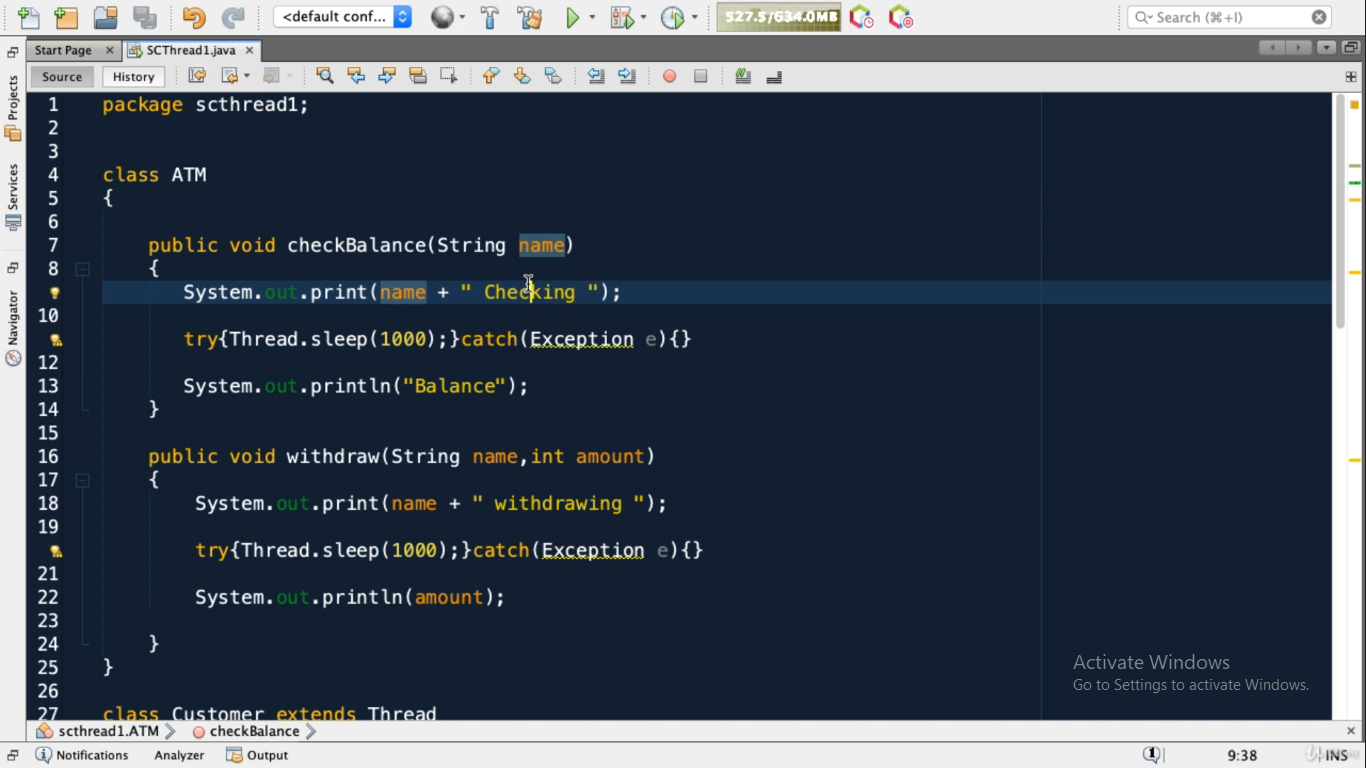 <default conf...
527.5/634.0MB
Search (⌘+I)
Start Page
SCThread1.java
Source
History
Projects
Services
Navigator
1 package scthread1;
2
3
4 class ATM
5 {
6
7 public void checkBalance(String name)
8 {
System.out.print(name + " Checking ");
10
try{Thread.sleep(1000);}catch(Exception e){}
12
13 System.out.println("Balance");
14 }
15
16 public void withdraw(String name,int amount)
17 {
18 System.out.print(name + " withdrawing ");
19
try{Thread.sleep(1000);}catch(Exception e){}
21
22 System.out.println(amount);
23
24 }
25 }
26
27 class Customer extends Thread
Activate Windows
Go to Settings to activate Windows.
scthread1.ATM
checkBalance
Notifications
Analyzer
Output
1
9:38
INS